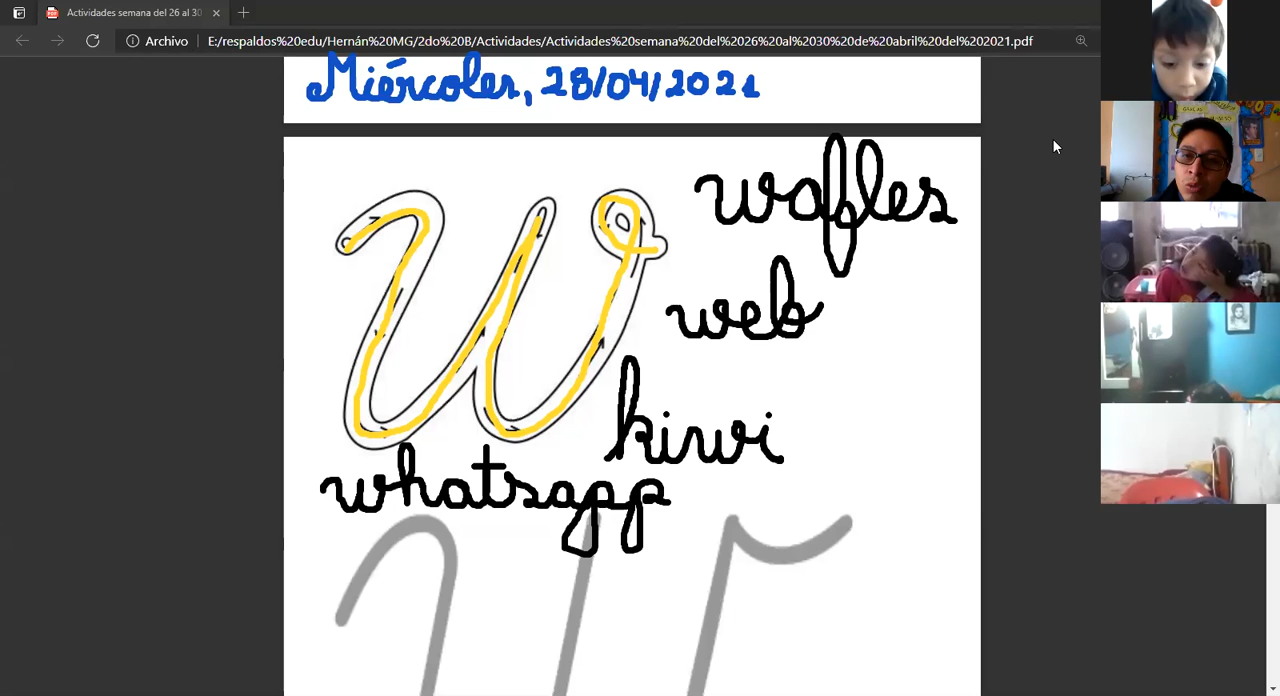 Actividades semana del 26 al 30
Archivo
E:/respaldos%20edu/Hernán%20MG/2do%20B/Actividades/Actividades%20semana%20del%2026%20al%2030%20de%20abril%20del%202021.pdf
Miércoles, 28/04/2021
w
wafles
web
kiwi
whatsapp